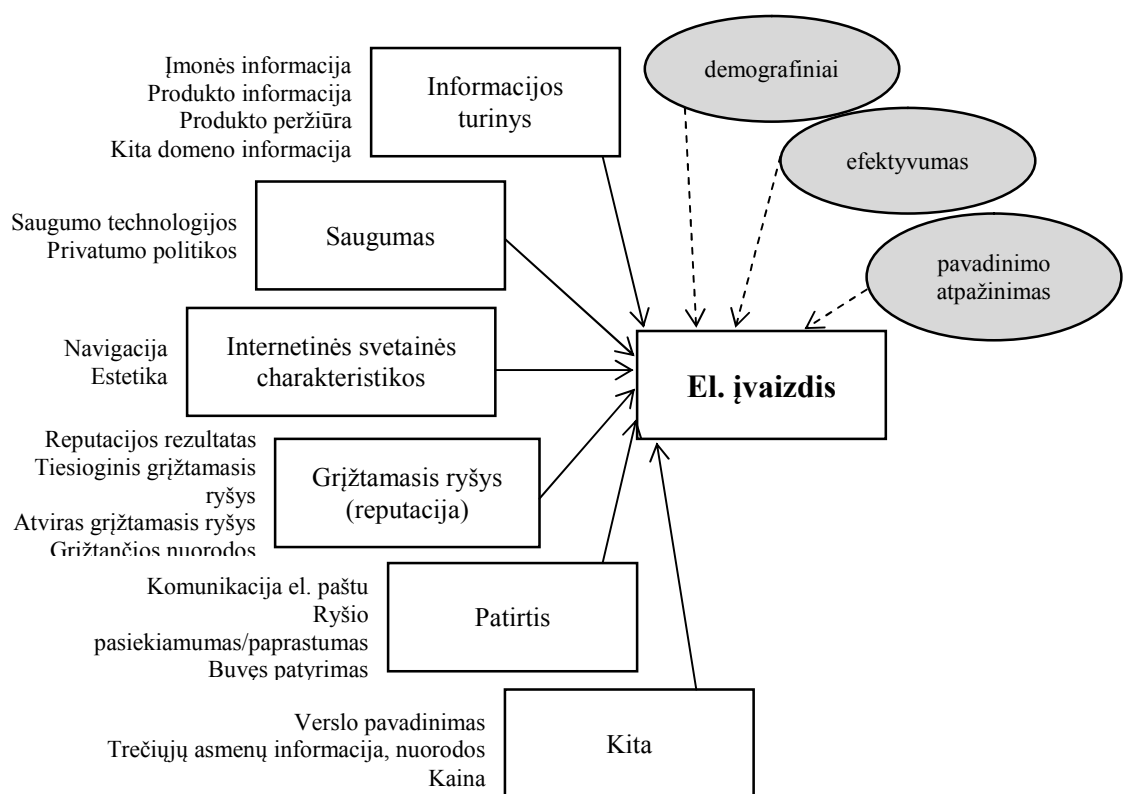 Įmonės informacija
Produkto informacija
Produkto peržiūra
Kita domeno informacija
Informacijos
turinys
demografiniai
efektyvumas
pavadinimo
atpažinimas
Saugumo technologijos
Privatumo politikos
Saugumas
Navigacija
Estetika
Internetinės svetainės
charakteristikos
El. įvaizdis
Reputacijos rezultatas
Tiesioginis grįžtamasis
ryšys
Atviras grįžtamasis ryšys
Grįžtančios nuorodos
Grįžtamasis ryšys
(reputacija)
Komunikacija el. paštu
Ryšio
pasiekiamumas/paprastumas
Buvęs patyrimas
Patirtis
Verslo pavadinimas
Trečiųjų asmenų informacija, nuorodos
Kaina
Kita